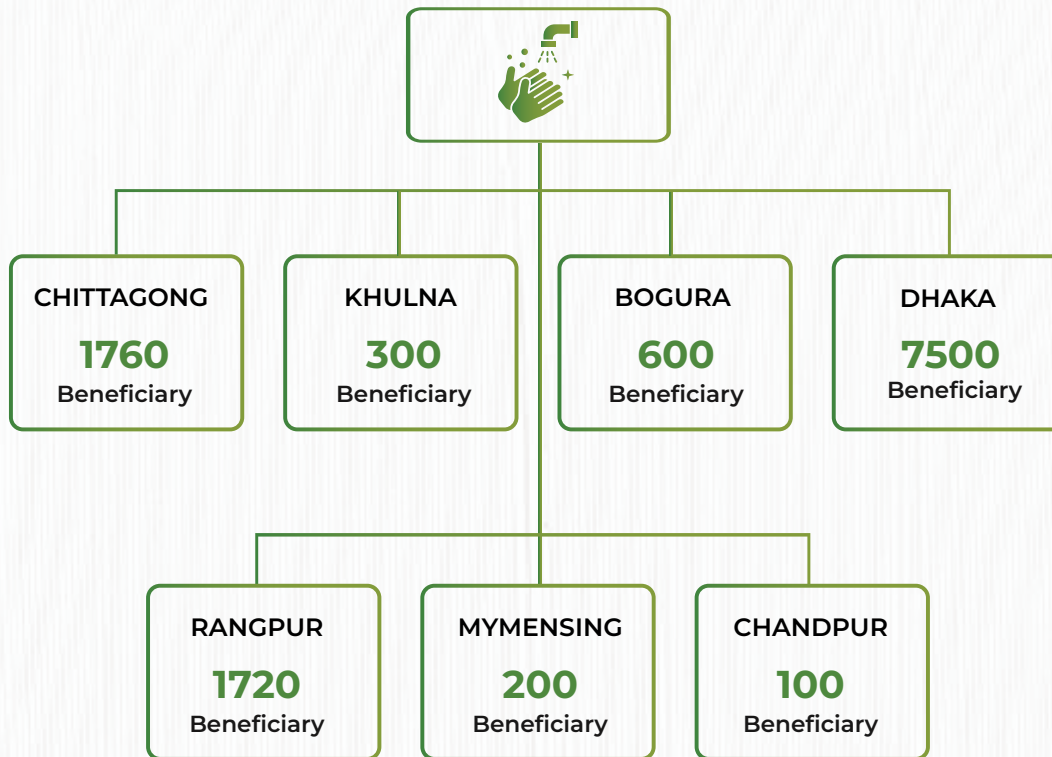 CHITTAGONG
1760
Beneficiary
KHULNA
300
Beneficiary
BOGURA
600
Beneficiary
DHAKA
7500
Beneficiary
RANGPUR
1720
Beneficiary
MYMENSING
200
Beneficiary
CHANDPUR
100
Beneficiary